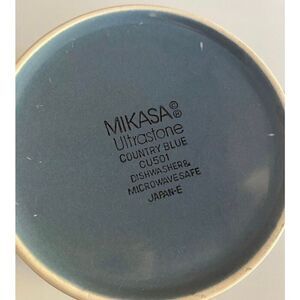 MIKASA©®
Ultrastone
COUNTRY BLUE
CU501
DISHWASHER &
MICROWAVE SAFE
JAPAN-E